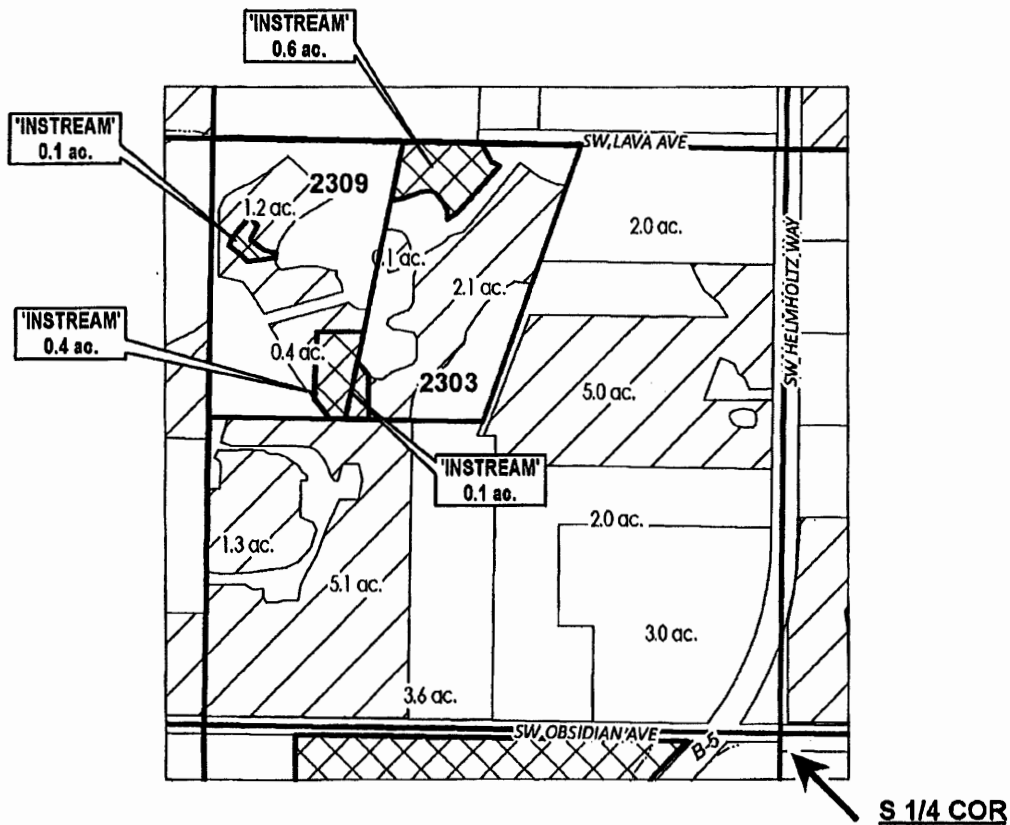 'INSTREAM'
0.6 ac.
'INSTREAM'
0.1 ac.
SW LAVA AVE
2309
1.2 ac.
2.0 ac.
0.1 ac.
2.1 ac.
SW HELMHOLTZ WAY
'INSTREAM'
0.4 ac.
0.4 ac.
2303
5.0 ac.
'INSTREAM'
0.1 ac.
2.0 ac.
1.3 ac.
5.1 ac.
3.0 ac.
3.6 ac.
SW OBSIDIAN AVE
S 1/4 COR